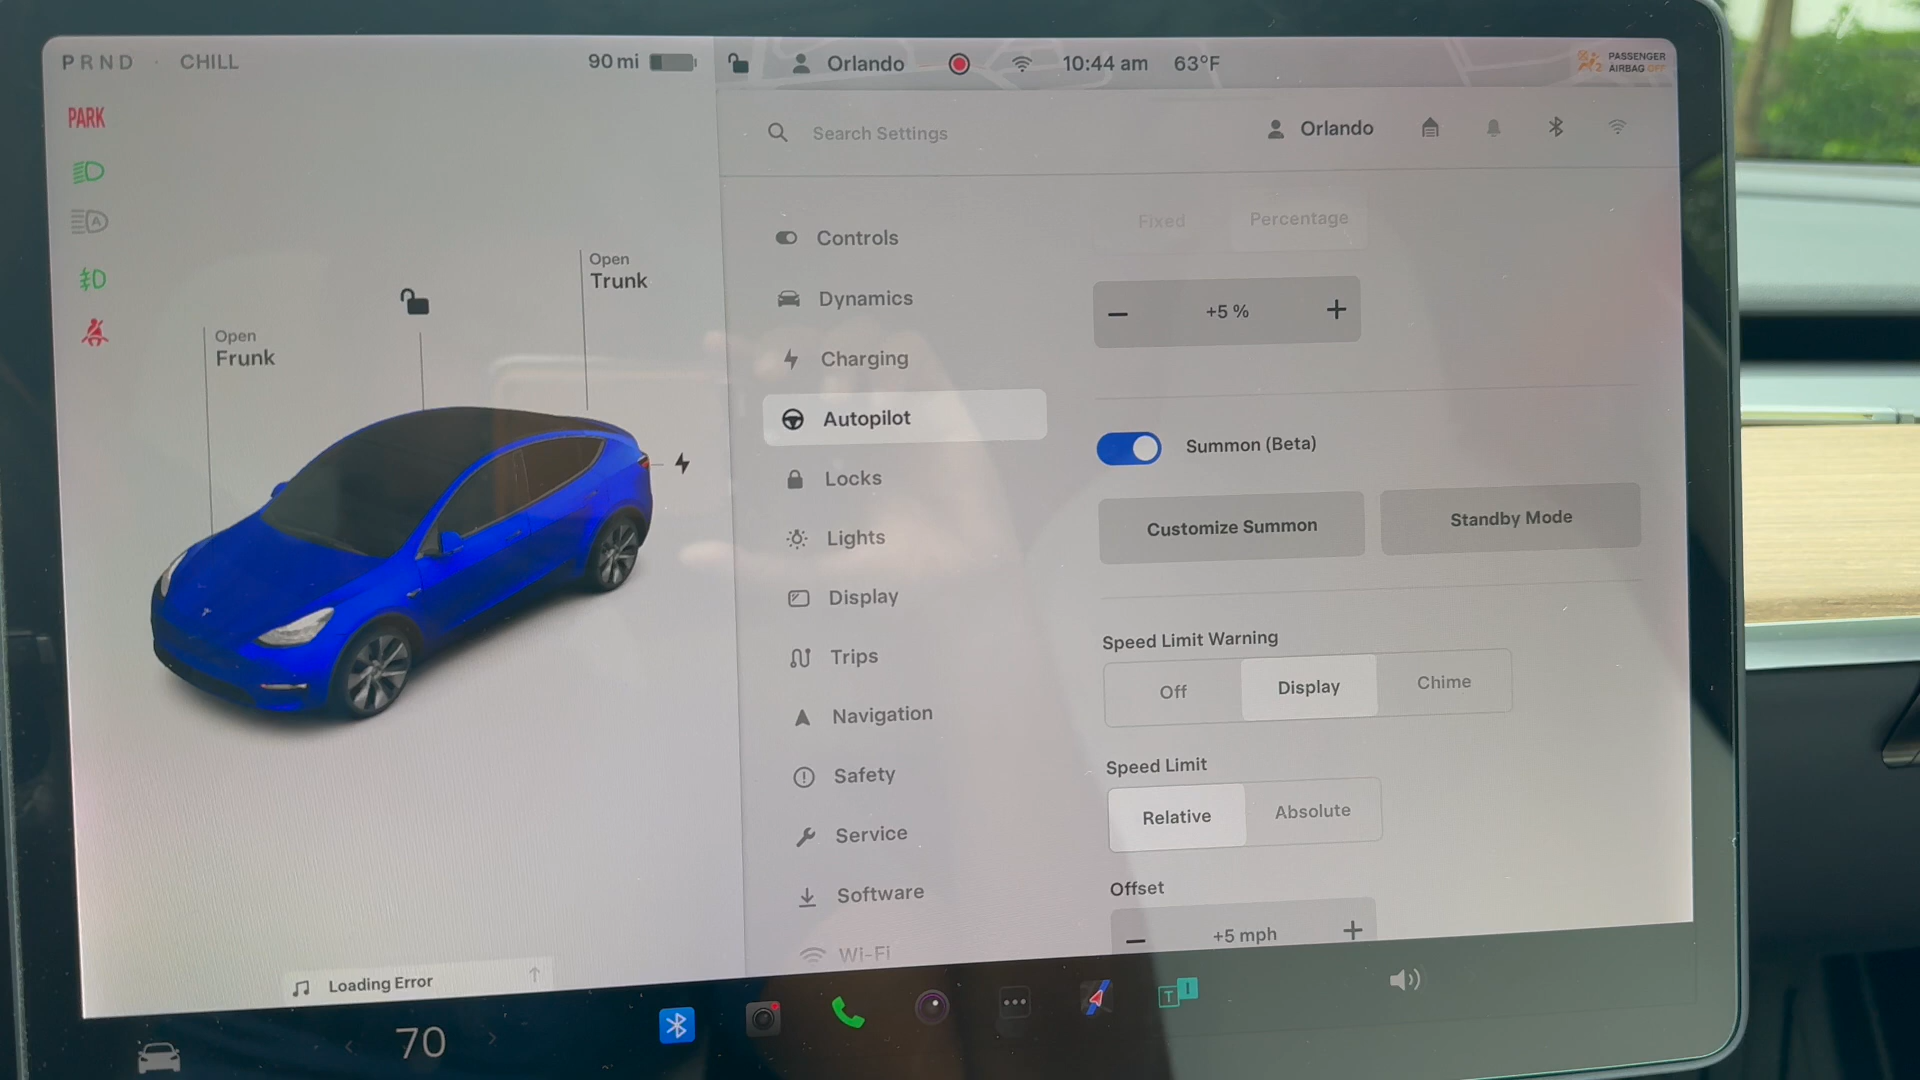 PRND · CHILL
90 mi
Orlando
10:44 am 63°F
PASSENGER
AIRBAG OFF
PARK
Search Settings
Orlando
Open
Trunk
Open
Frunk
Controls
Dynamics
Charging
Autopilot
Locks
Lights
Display
Trips
Navigation
Safety
Service
Software
Wi-Fi
Fixed Percentage
− +5 % +
Summon (Beta)
Customize Summon Standby Mode
Speed Limit Warning
Off Display Chime
Speed Limit
Relative Absolute
Offset
− +5 mph +
Loading Error
< 70 >